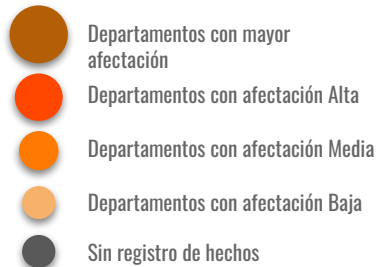 Departamentos con mayor
afectación
Departamentos con afectación Alta
Departamentos con afectación Media
Departamentos con afectación Baja
Sin registro de hechos